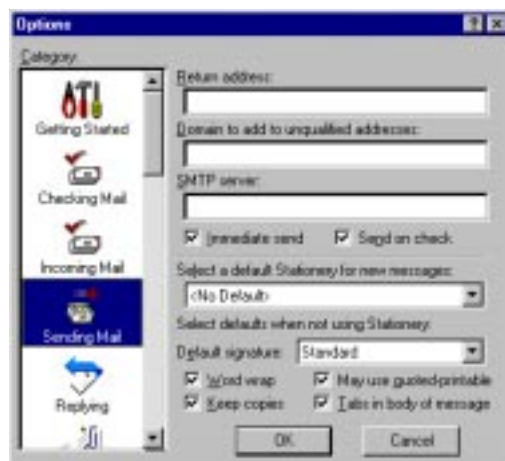 Options
Category:
Getting Started
Checking Mail
Incoming Mail
Sending Mail
Replying
Return address:
Domain to add to unqualified addresses:
SMTP server:
Immediate send Send on check
Select a default Stationery for new messages:
<No Default>
Select defaults when not using Stationery:
Default signature: Standard
Word wrap May use quoted-printable
Keep copies Tabs in body of message
OK Cancel